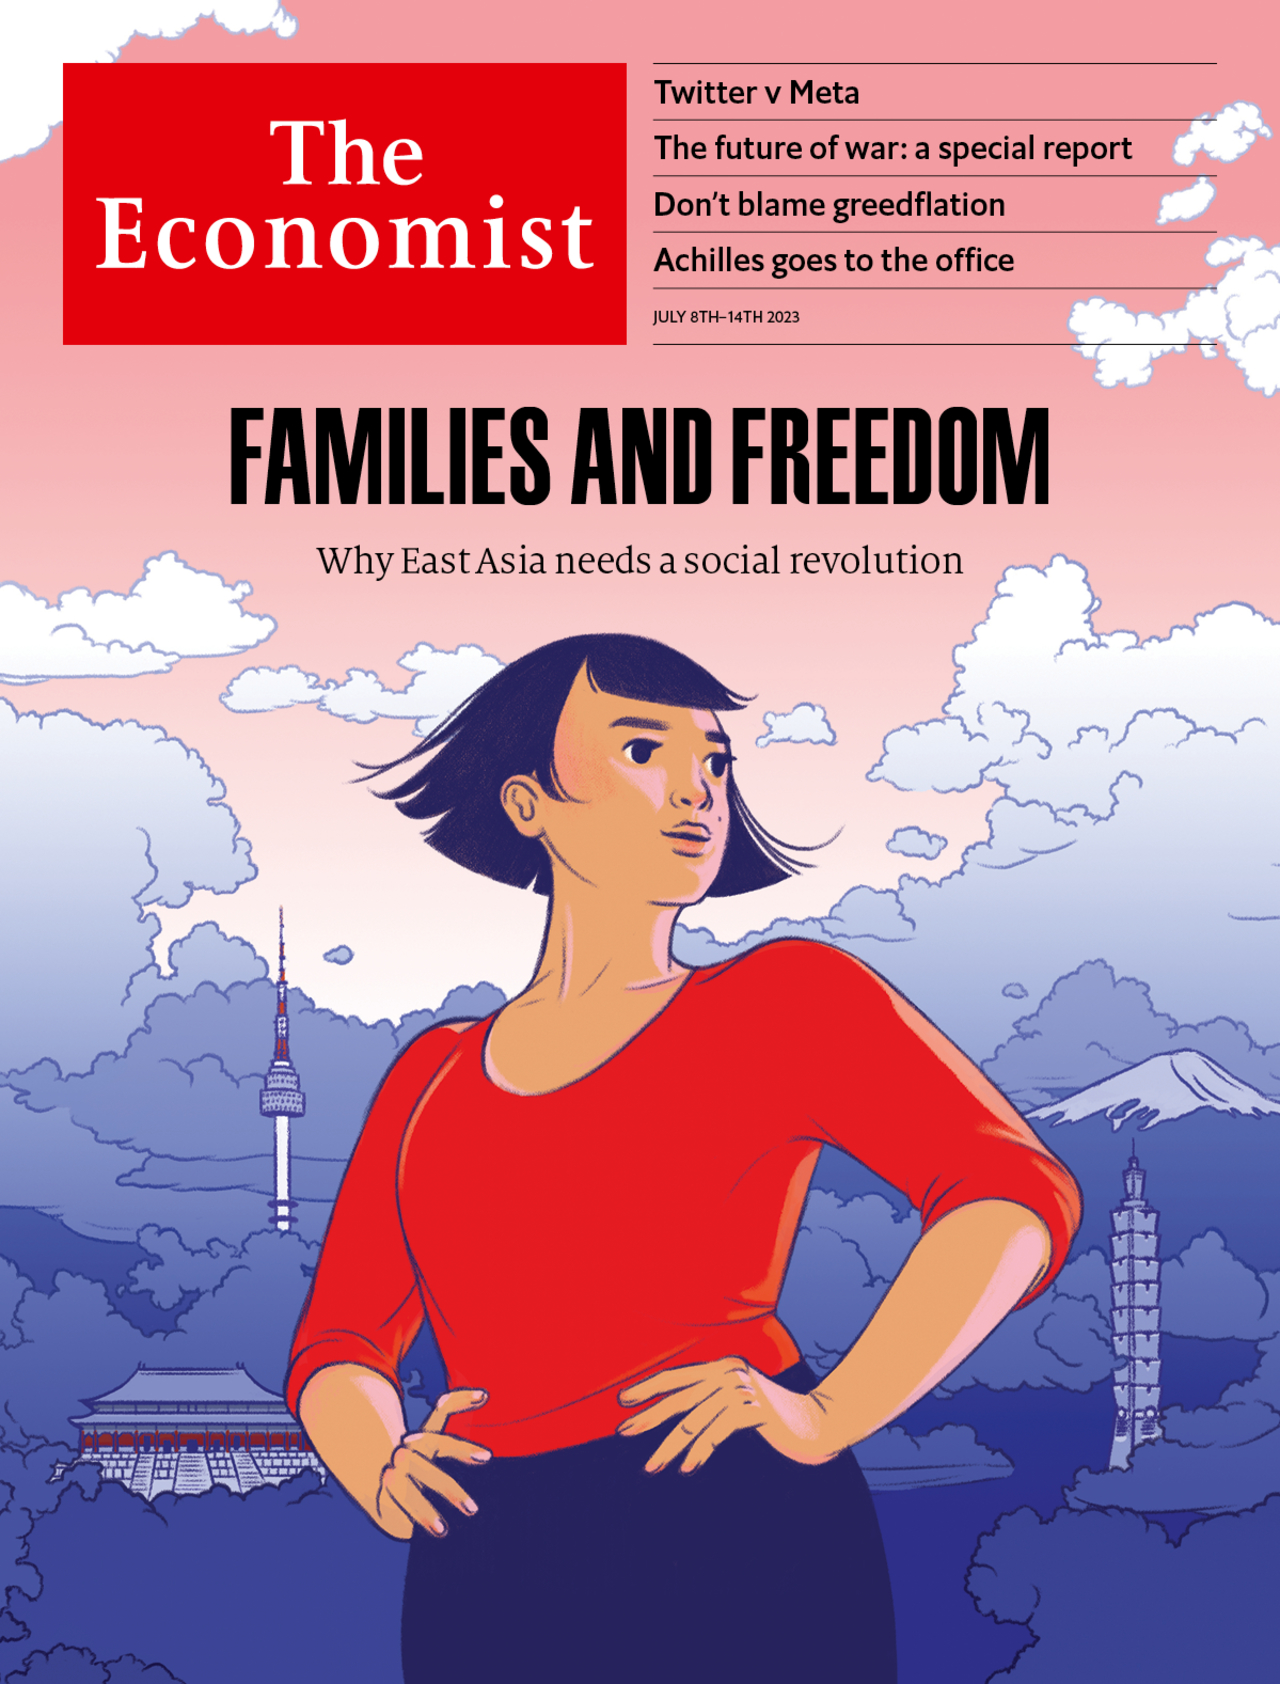 The
Economist
Twitter v Meta
The future of war: a special report
Don’t blame greedflation
Achilles goes to the office
JULY 8TH–14TH 2023
FAMILIES AND FREEDOM
Why East Asia needs a social revolution